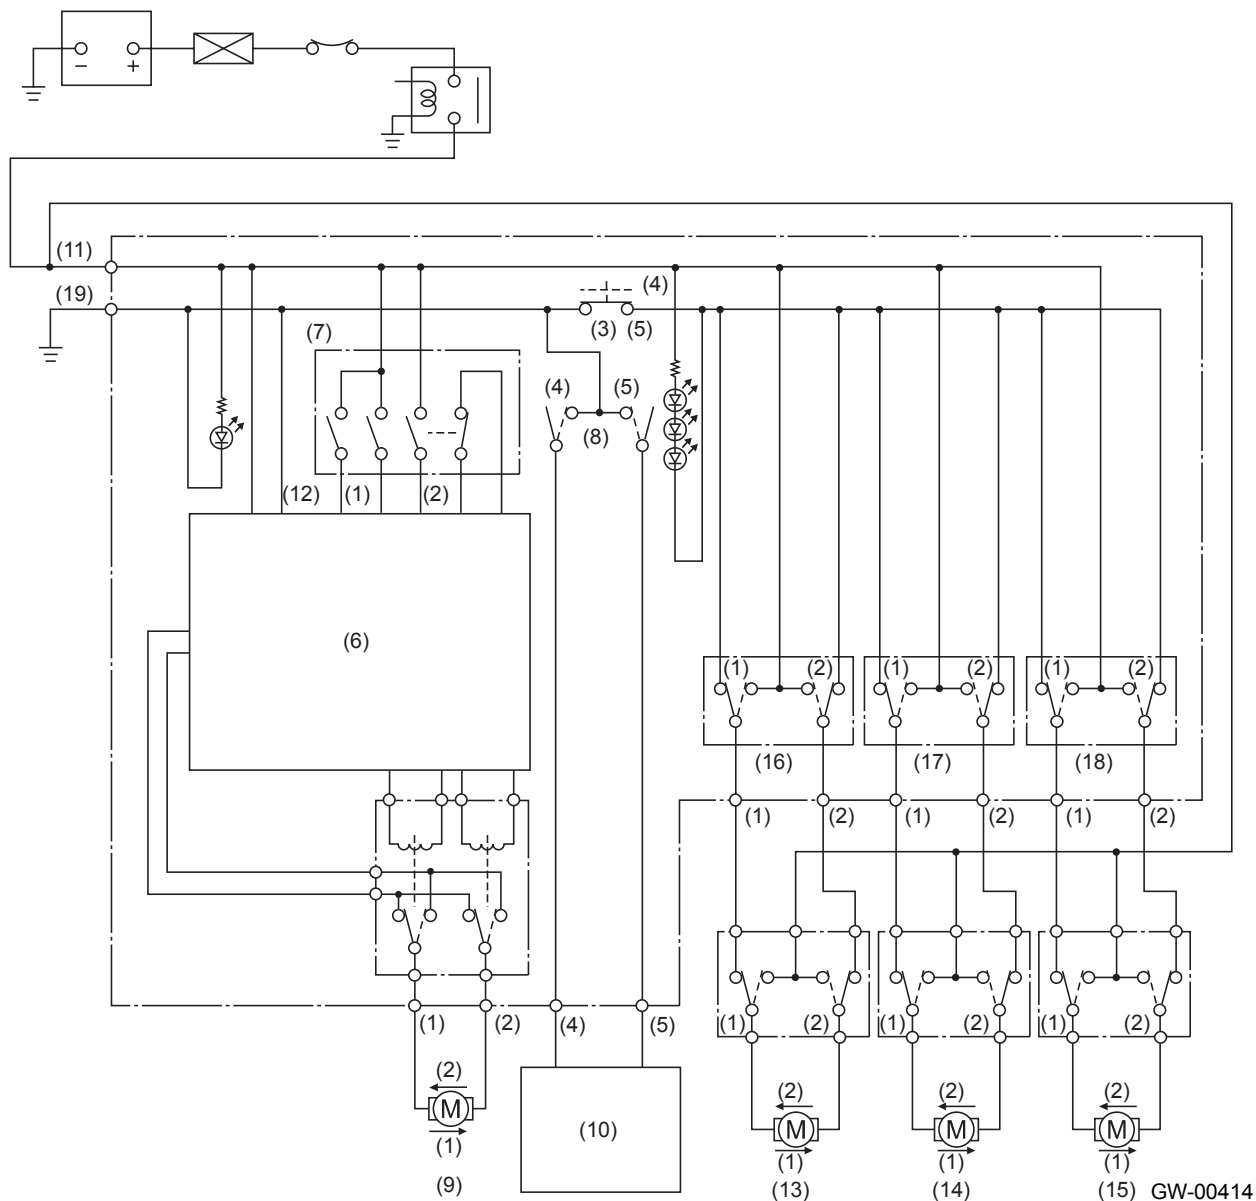 − +
(11)
(4)
(19)
(7) (3) (5)
(4) (5)
(8)
(12) (1) (2)
(6)
(1) (2) (1) (2) (1) (2)
(16) (17) (18)
(1) (2) (1) (2) (1) (2)
(1) (2) (4) (5) (1) (2) (1) (2) (1) (2)
(2) (2) (2) (2)
M M M M
(10)
(1) (1) (1) (1)
(9) (13) (14) (15) GW-00414